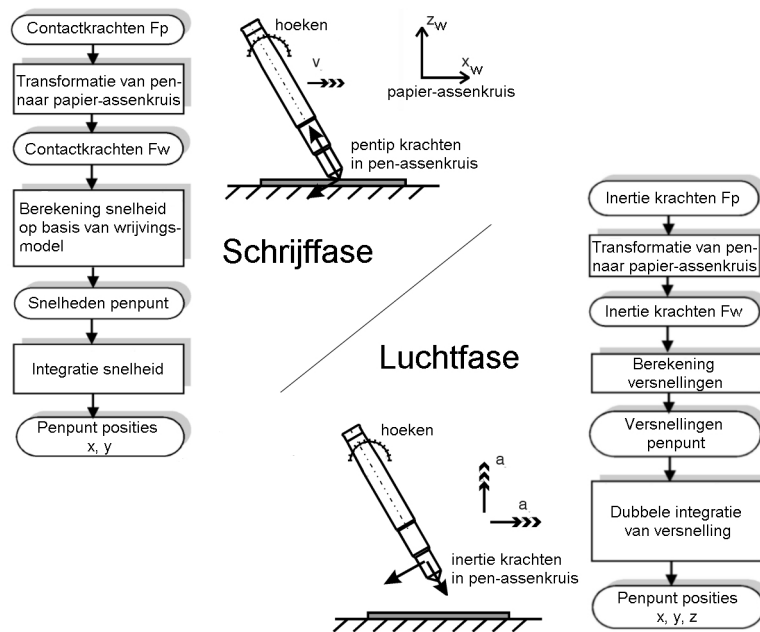 Contactkrachten Fp
Transformatie van pen-
naar papier-assenkruis
Contactkrachten Fw
Berekening snelheid
op basis van wrijvings-
model
Snelheden penpunt
Integratie snelheid
Penpunt posities
x, y
hoeken
v
zw
xw
papier-assenkruis
pentip krachten
in pen-assenkruis
Schrijffase
Luchtfase
hoeken
a
a
inertie krachten
in pen-assenkruis
Inertie krachten Fp
Transformatie van pen-
naar papier-assenkruis
Inertie krachten Fw
Berekening
versnellingen
Versnellingen
penpunt
Dubbele integratie
van versnelling
Penpunt posities
x, y, z